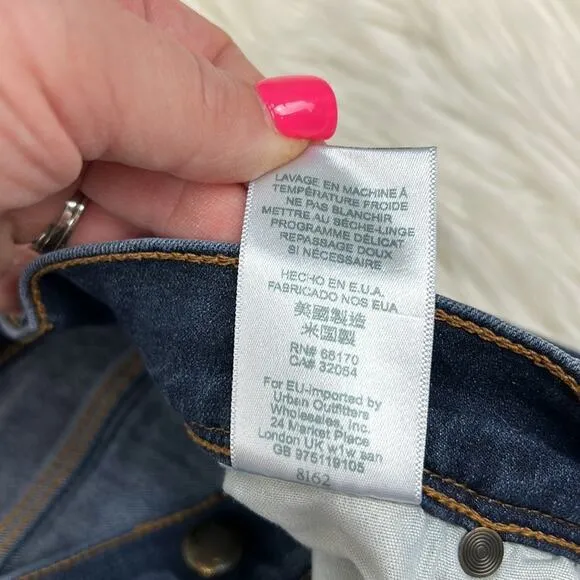 LAVAGE EN MACHINE À
TEMPÉRATURE FROIDE
NE PAS BLANCHIR
METTRE AU SÈCHE-LINGE
PROGRAMME DÉLICAT
REPASSAGE DOUX
SI NÉCESSAIRE
HECHO EN E.U.A.
FABRICADO NOS EUA
美國製造
米国製
RN# 66170
CA# 32054
For EU-imported by
Urban Outfitters
Wholesales, Inc
24 Market Place
London UK w1w 8an
GB 975119105
8162